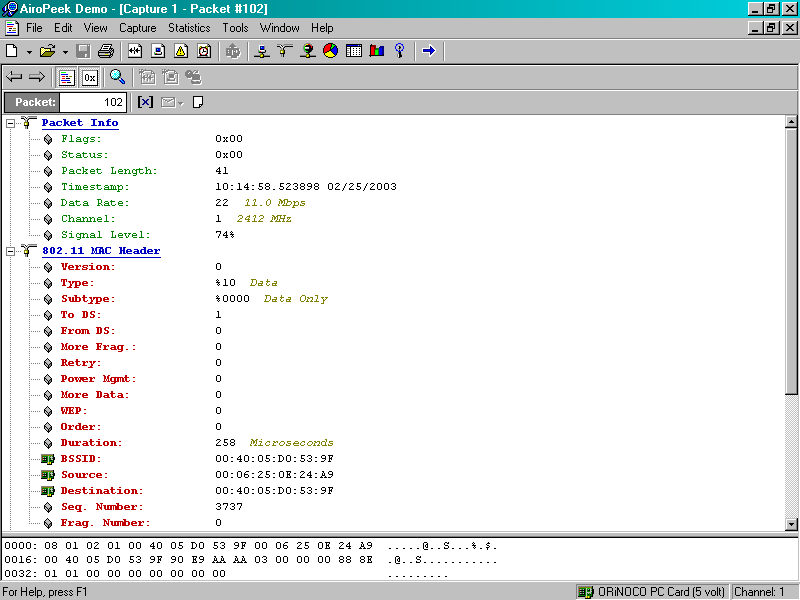 AiroPeek Demo - [Capture 1 - Packet #102]
File Edit View Capture Statistics Tools Window Help
0x
Packet: 102 [x]
Packet Info
Flags: 0x00
Status: 0x00
Packet Length: 41
Timestamp: 10:14:58.523898 02/25/2003
Data Rate: 22 11.0 Mbps
Channel: 1 2412 MHz
Signal Level: 74%
802.11 MAC Header
Version: 0
Type: %10 Data
Subtype: %0000 Data Only
To DS: 1
From DS: 0
More Frag.: 0
Retry: 0
Power Mgmt: 0
More Data: 0
WEP: 0
Order: 0
Duration: 258 Microseconds
BSSID: 00:40:05:D0:53:9F
Source: 00:06:25:0E:24:A9
Destination: 00:40:05:D0:53:9F
Seq. Number: 3737
Frag. Number: 0
0000: 08 01 02 01 00 40 05 D0 53 9F 00 06 25 0E 24 A9 .....@..S...%.$.
0016: 00 40 05 D0 53 9F 90 E9 AA AA 03 00 00 00 88 8E .@..S...........
0032: 01 01 00 00 00 00 00 00 00 .........
For Help, press F1 ORiNOCO PC Card (5 volt) Channel: 1